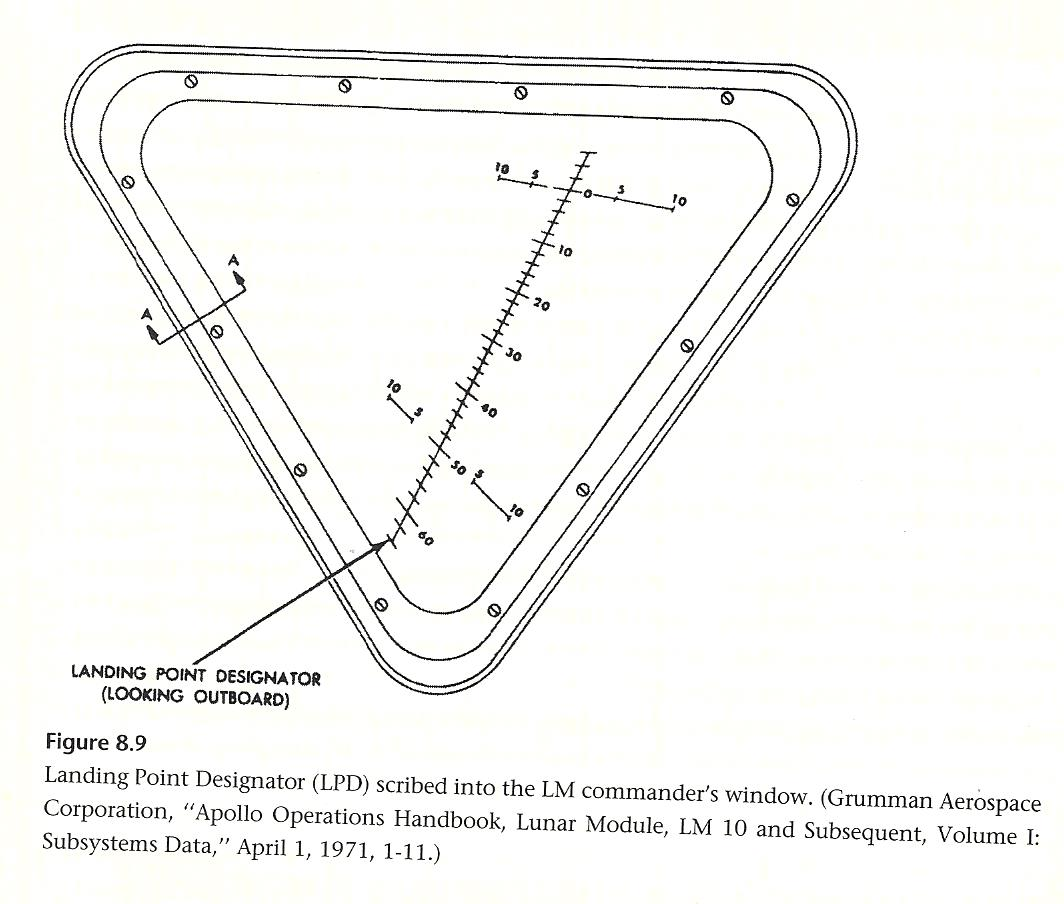 10 5 0 5 10
10
20
30
10 5 40
50 5 10
60
A
A
LANDING POINT DESIGNATOR
(LOOKING OUTBOARD)
Figure 8.9
Landing Point Designator (LPD) scribed into the LM commander's window. (Grumman Aerospace
Corporation, "Apollo Operations Handbook, Lunar Module, LM 10 and Subsequent, Volume I:
Subsystems Data," April 1, 1971, 1-11.)